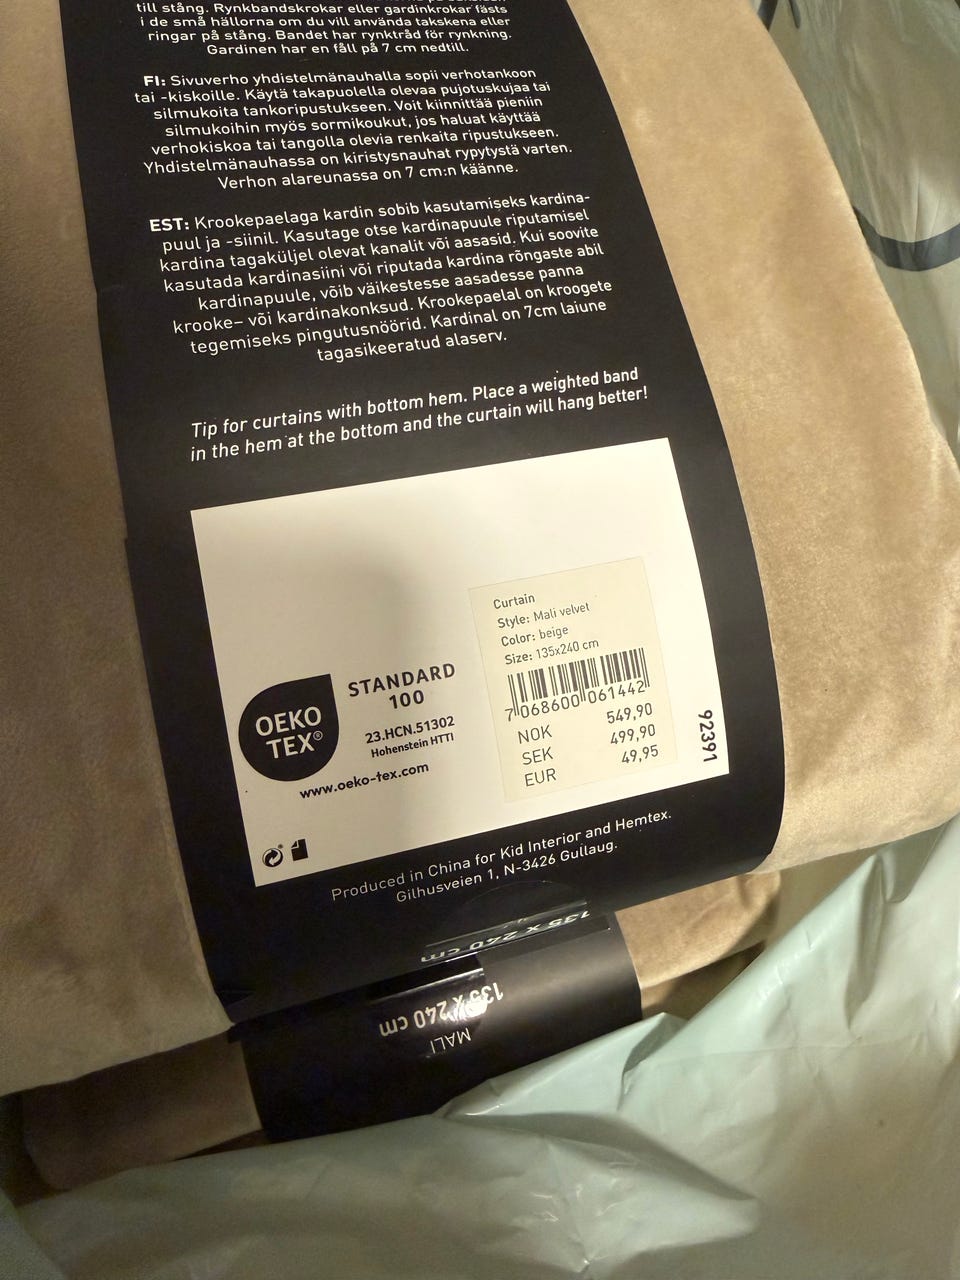 till stång. Rynkbandskrokar eller gardinkrokar fästs
i de små hällorna om du vill använda takskena eller
ringar på stång. Bandet har rynktråd för rynkning.
Gardinen har en fåll på 7 cm nedtill.
FI: Sivuverho yhdistelmänauhalla sopii verhotankoon
tai -kiskoille. Käytä takapuolella olevaa pujotuskujaa tai
silmukoita tankoripustukseen. Voit kiinnittää pieniin
silmukoihin myös sormikoukut, jos haluat käyttää
verhokiskoa tai tangolla olevia renkaita ripustukseen.
Yhdistelmänauhassa on kiristysnauhat rypytystä varten.
Verhon alareunassa on 7 cm:n käänne.
EST: Krookepaelaga kardin sobib kasutamiseks kardina-
puul ja -siinil. Kasutage otse kardinapuule riputamisel
kardina tagaküljel olevat kanalit või aasasid. Kui soovite
kasutada kardinasiini või riputada kardina rõngaste abil
kardinapuule, võib väikestesse aasadesse panna
krooke– või kardinakonksud. Krookepaelal on kroogete
tegemiseks pingutusnöörid. Kardinal on 7cm laiune
tagasikeeratud alaserv.
Tip for curtains with bottom hem. Place a weighted band
in the hem at the bottom and the curtain will hang better!
Curtain
Style: Mali velvet
Color: beige
Size: 135x240 cm
7 068600 061442
NOK 549,90
SEK 499,90
EUR 49,95
92391
OEKO
TEX®
STANDARD
100
23.HCN.51302
Hohenstein HTTI
www.oeko-tex.com
Produced in China for Kid Interior and Hemtex.
Gilhusveien 1, N-3426 Gullaug.
135 x 240 cm
135 x 240 cm
MALI